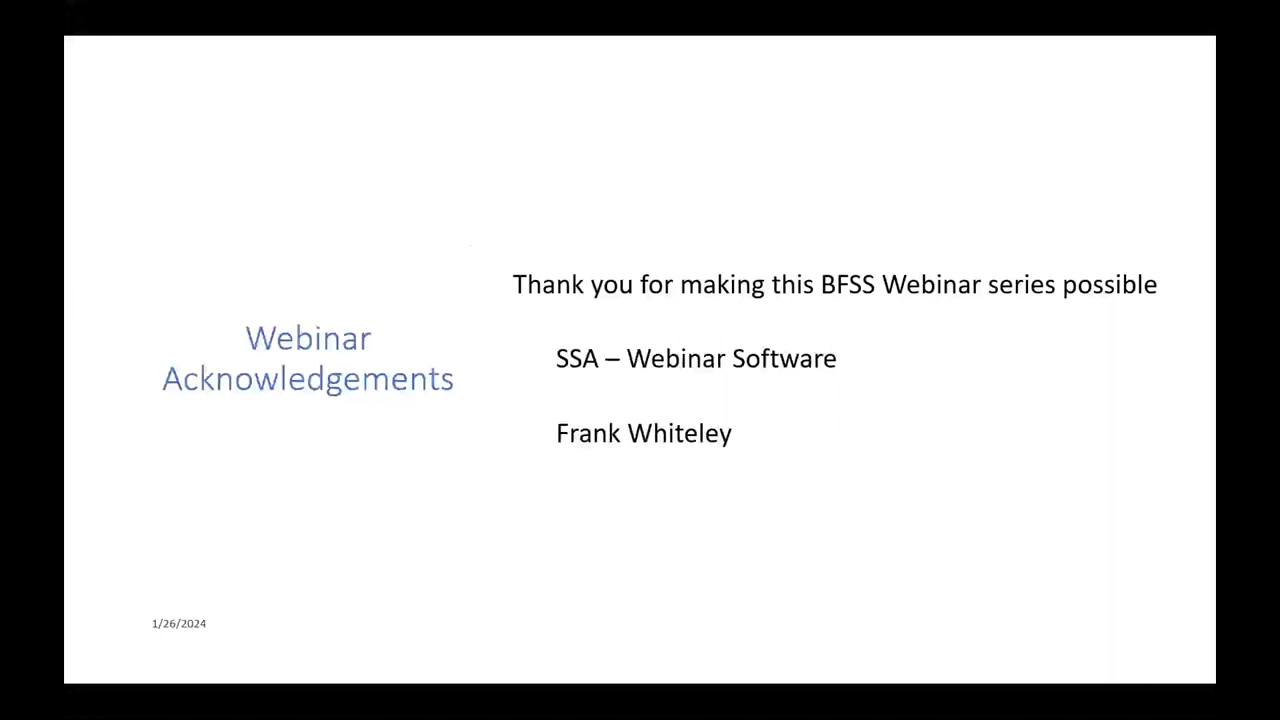 Webinar
Acknowledgements
Thank you for making this BFSS Webinar series possible
SSA – Webinar Software
Frank Whiteley
1/26/2024